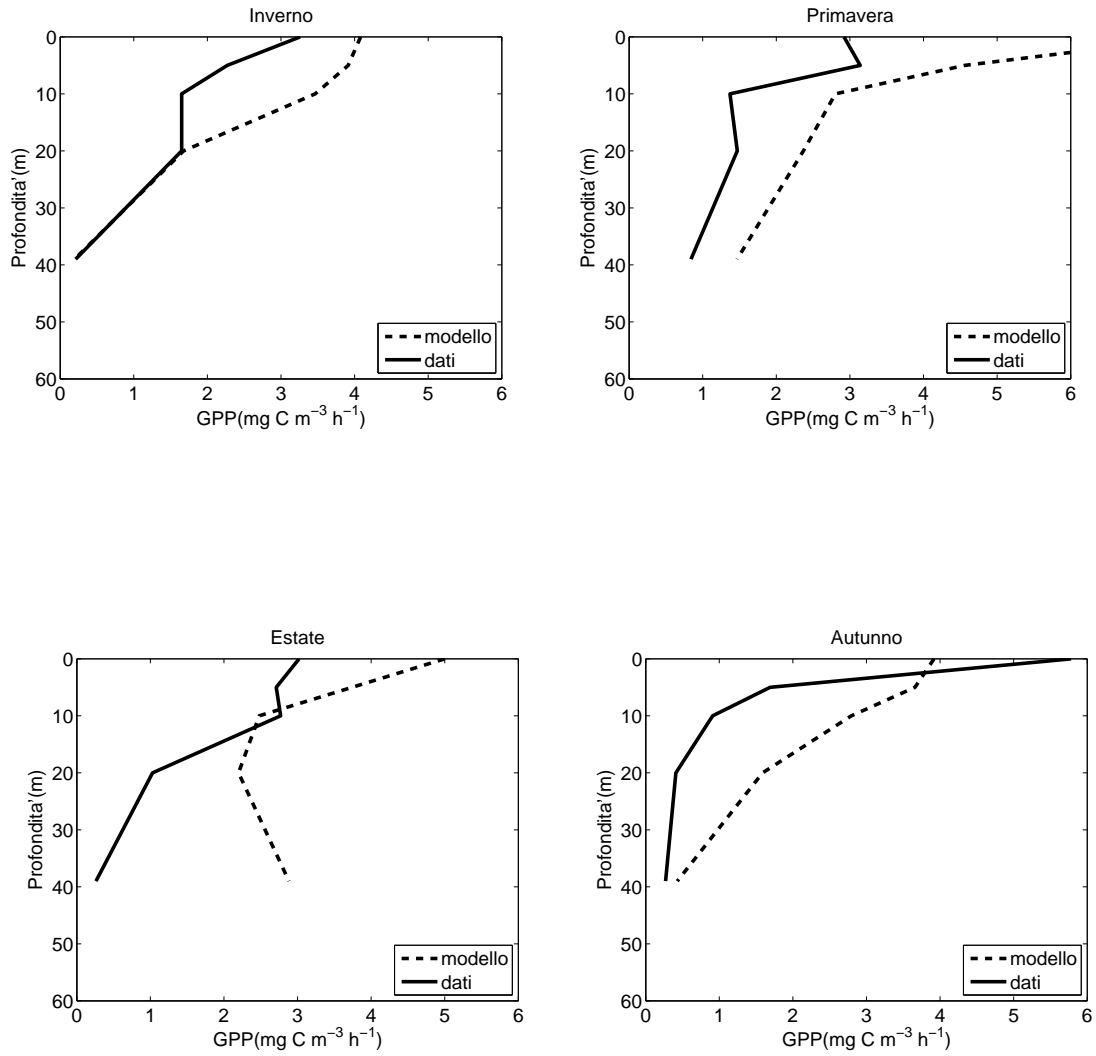 Inverno
0
10
20
30
40
50
60
Profondita'(m)
0 1 2 3 4 5 6
GPP(mg C m−3 h−1)
modello
dati
Primavera
0
10
20
30
40
50
60
Profondita'(m)
0 1 2 3 4 5 6
GPP(mg C m−3 h−1)
modello
dati
Estate
0
10
20
30
40
50
60
Profondita'(m)
0 1 2 3 4 5 6
GPP(mg C m−3 h−1)
modello
dati
Autunno
0
10
20
30
40
50
60
Profondita'(m)
0 1 2 3 4 5 6
GPP(mg C m−3 h−1)
modello
dati